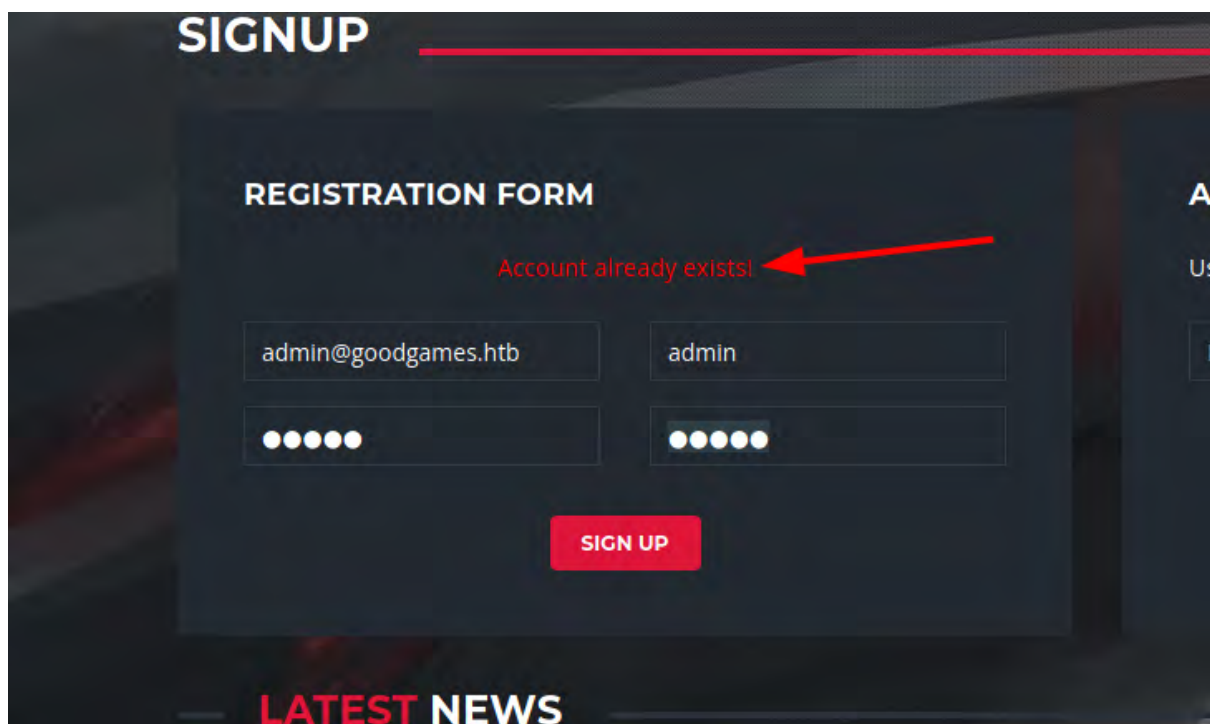 SIGNUP
REGISTRATION FORM
Account already exists!
admin@goodgames.htb admin
●●●●● ●●●●●
SIGN UP
LATEST NEWS